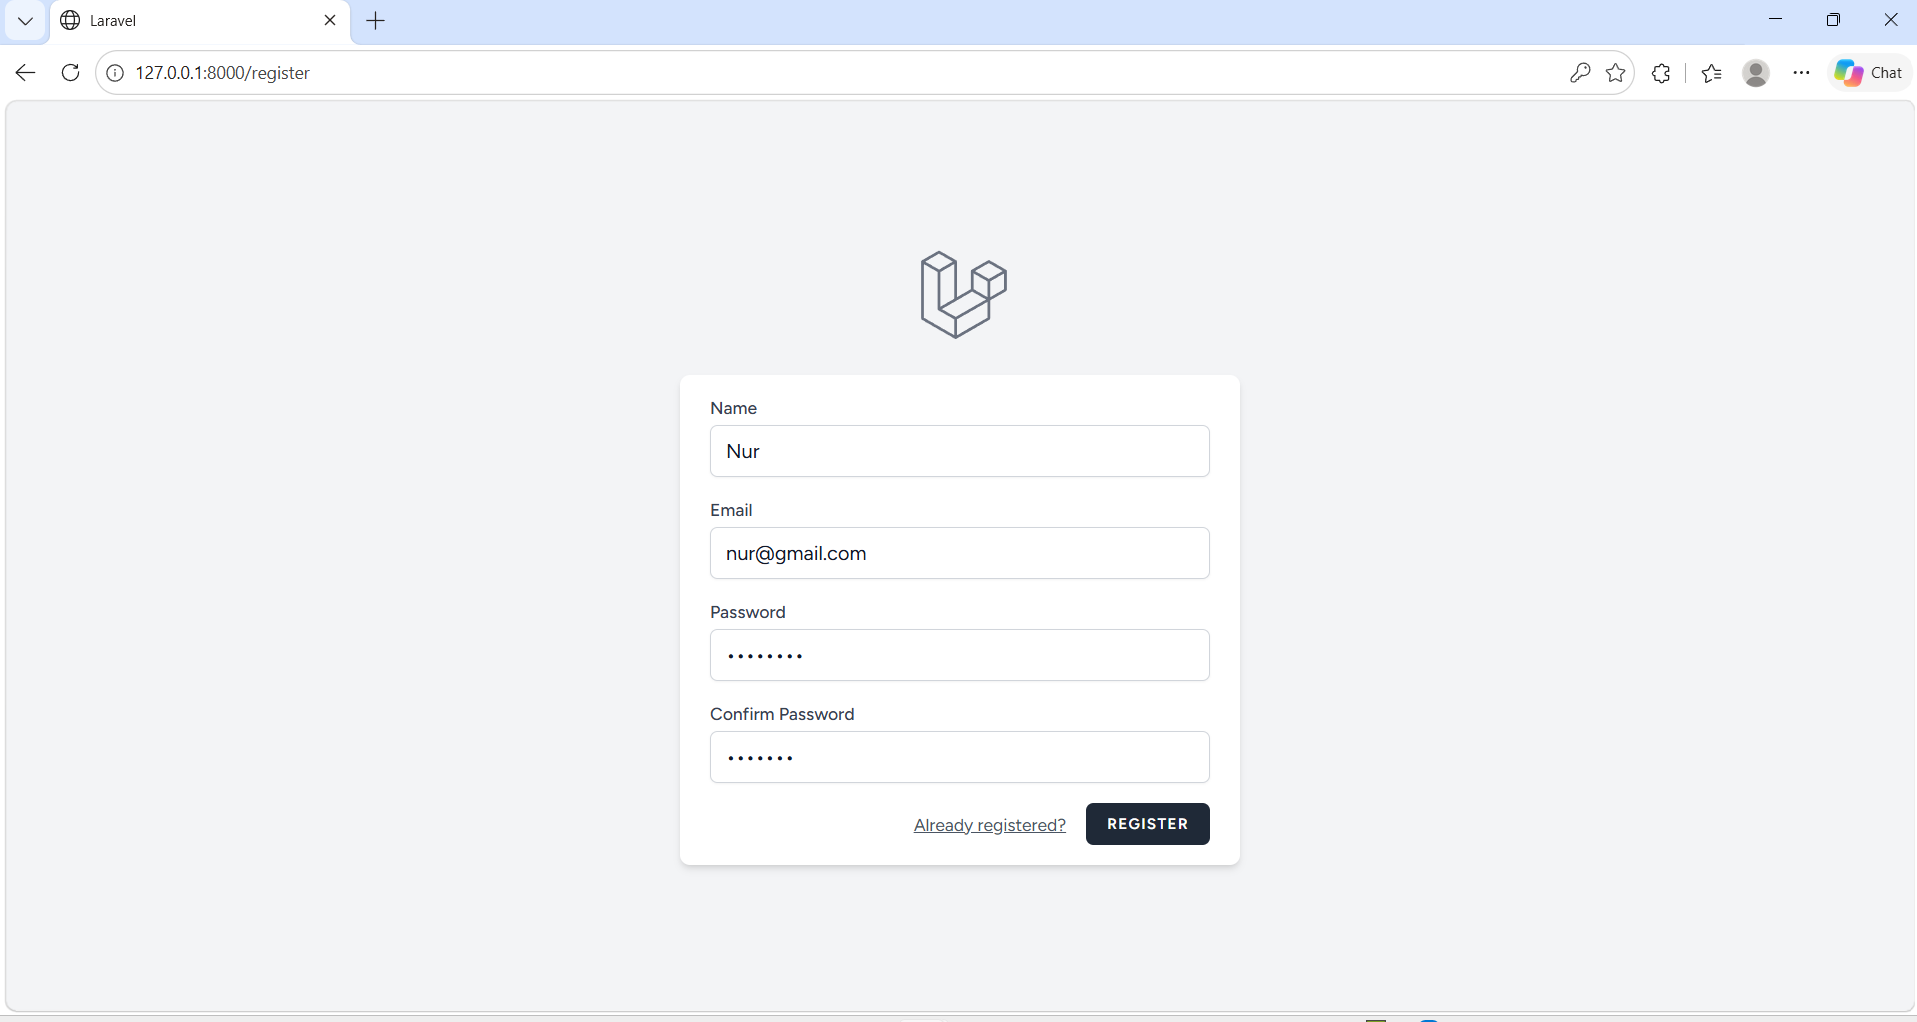 Laravel
127.0.0.1:8000/register
Chat
Name
Nur
Email
nur@gmail.com
Password
••••••••
Confirm Password
•••••••
Already registered?
REGISTER